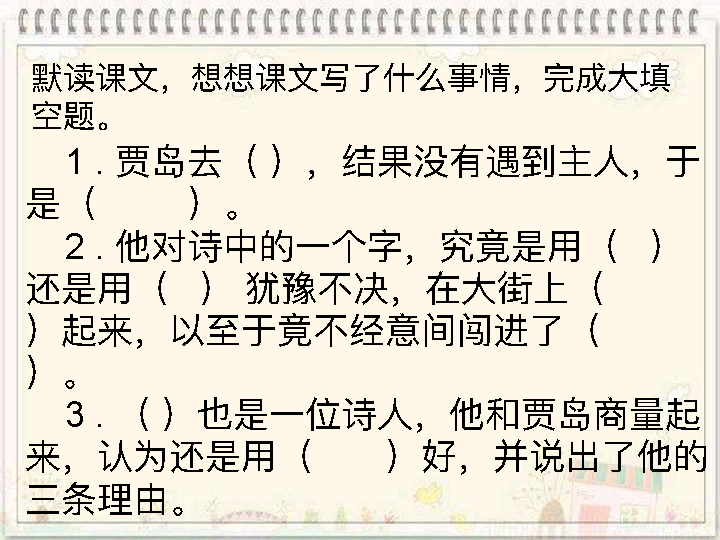 默读课文，想想课文写了什么事情，完成大填
空题。
1．贾岛去（ ），结果没有遇到主人，于
是（　　）。
2．他对诗中的一个字，究竟是用（ ）
还是用（ ） 犹豫不决，在大街上（
）起来，以至于竟不经意间闯进了（
）。
3．（ ）也是一位诗人，他和贾岛商量起
来，认为还是用（　　）好，并说出了他的
三条理由。